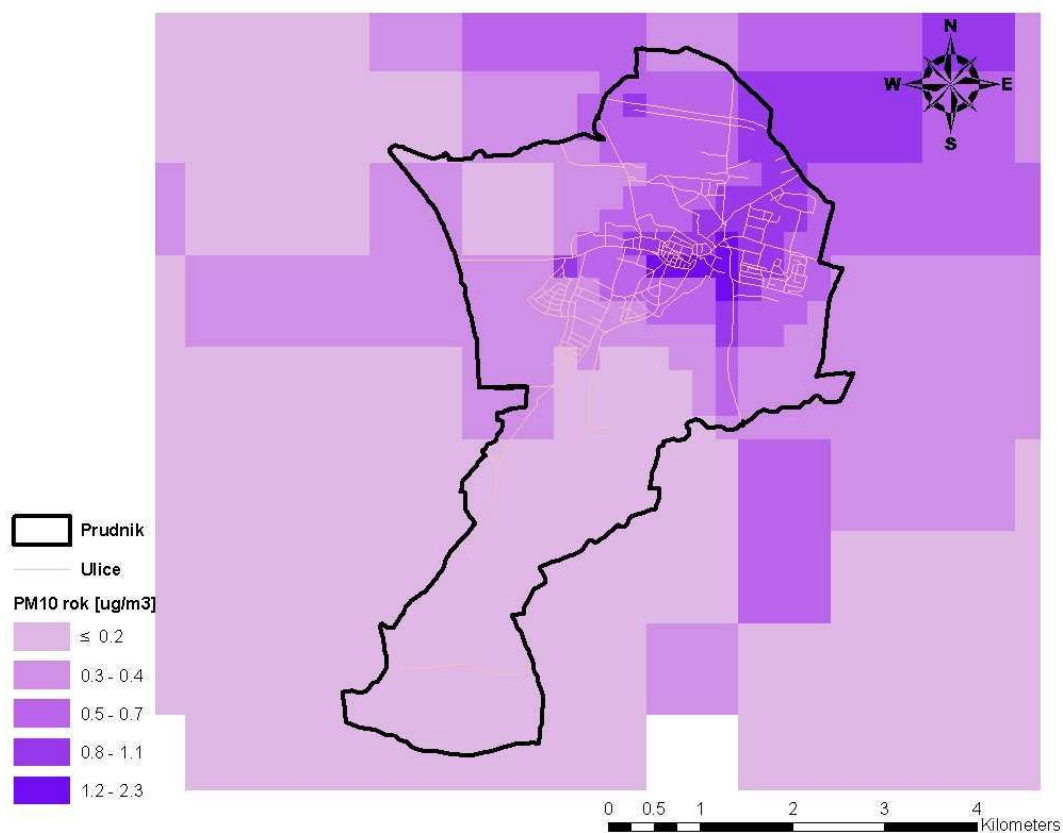 N
W E
S
Prudnik
Ulice
PM10 rok [ug/m3]
≤ 0.2
0.3 - 0.4
0.5 - 0.7
0.8 - 1.1
1.2 - 2.3
0 0.5 1 2 3 4
Kilometers